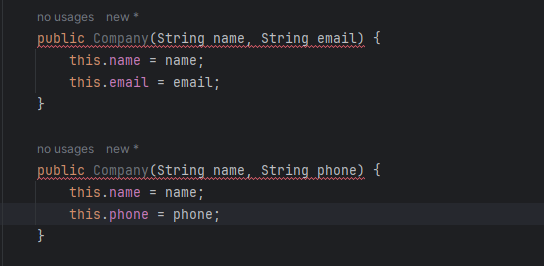 no usages   new *
public Company(String name, String email) {
    this.name = name;
    this.email = email;
}
no usages   new *
public Company(String name, String phone) {
    this.name = name;
    this.phone = phone;
}